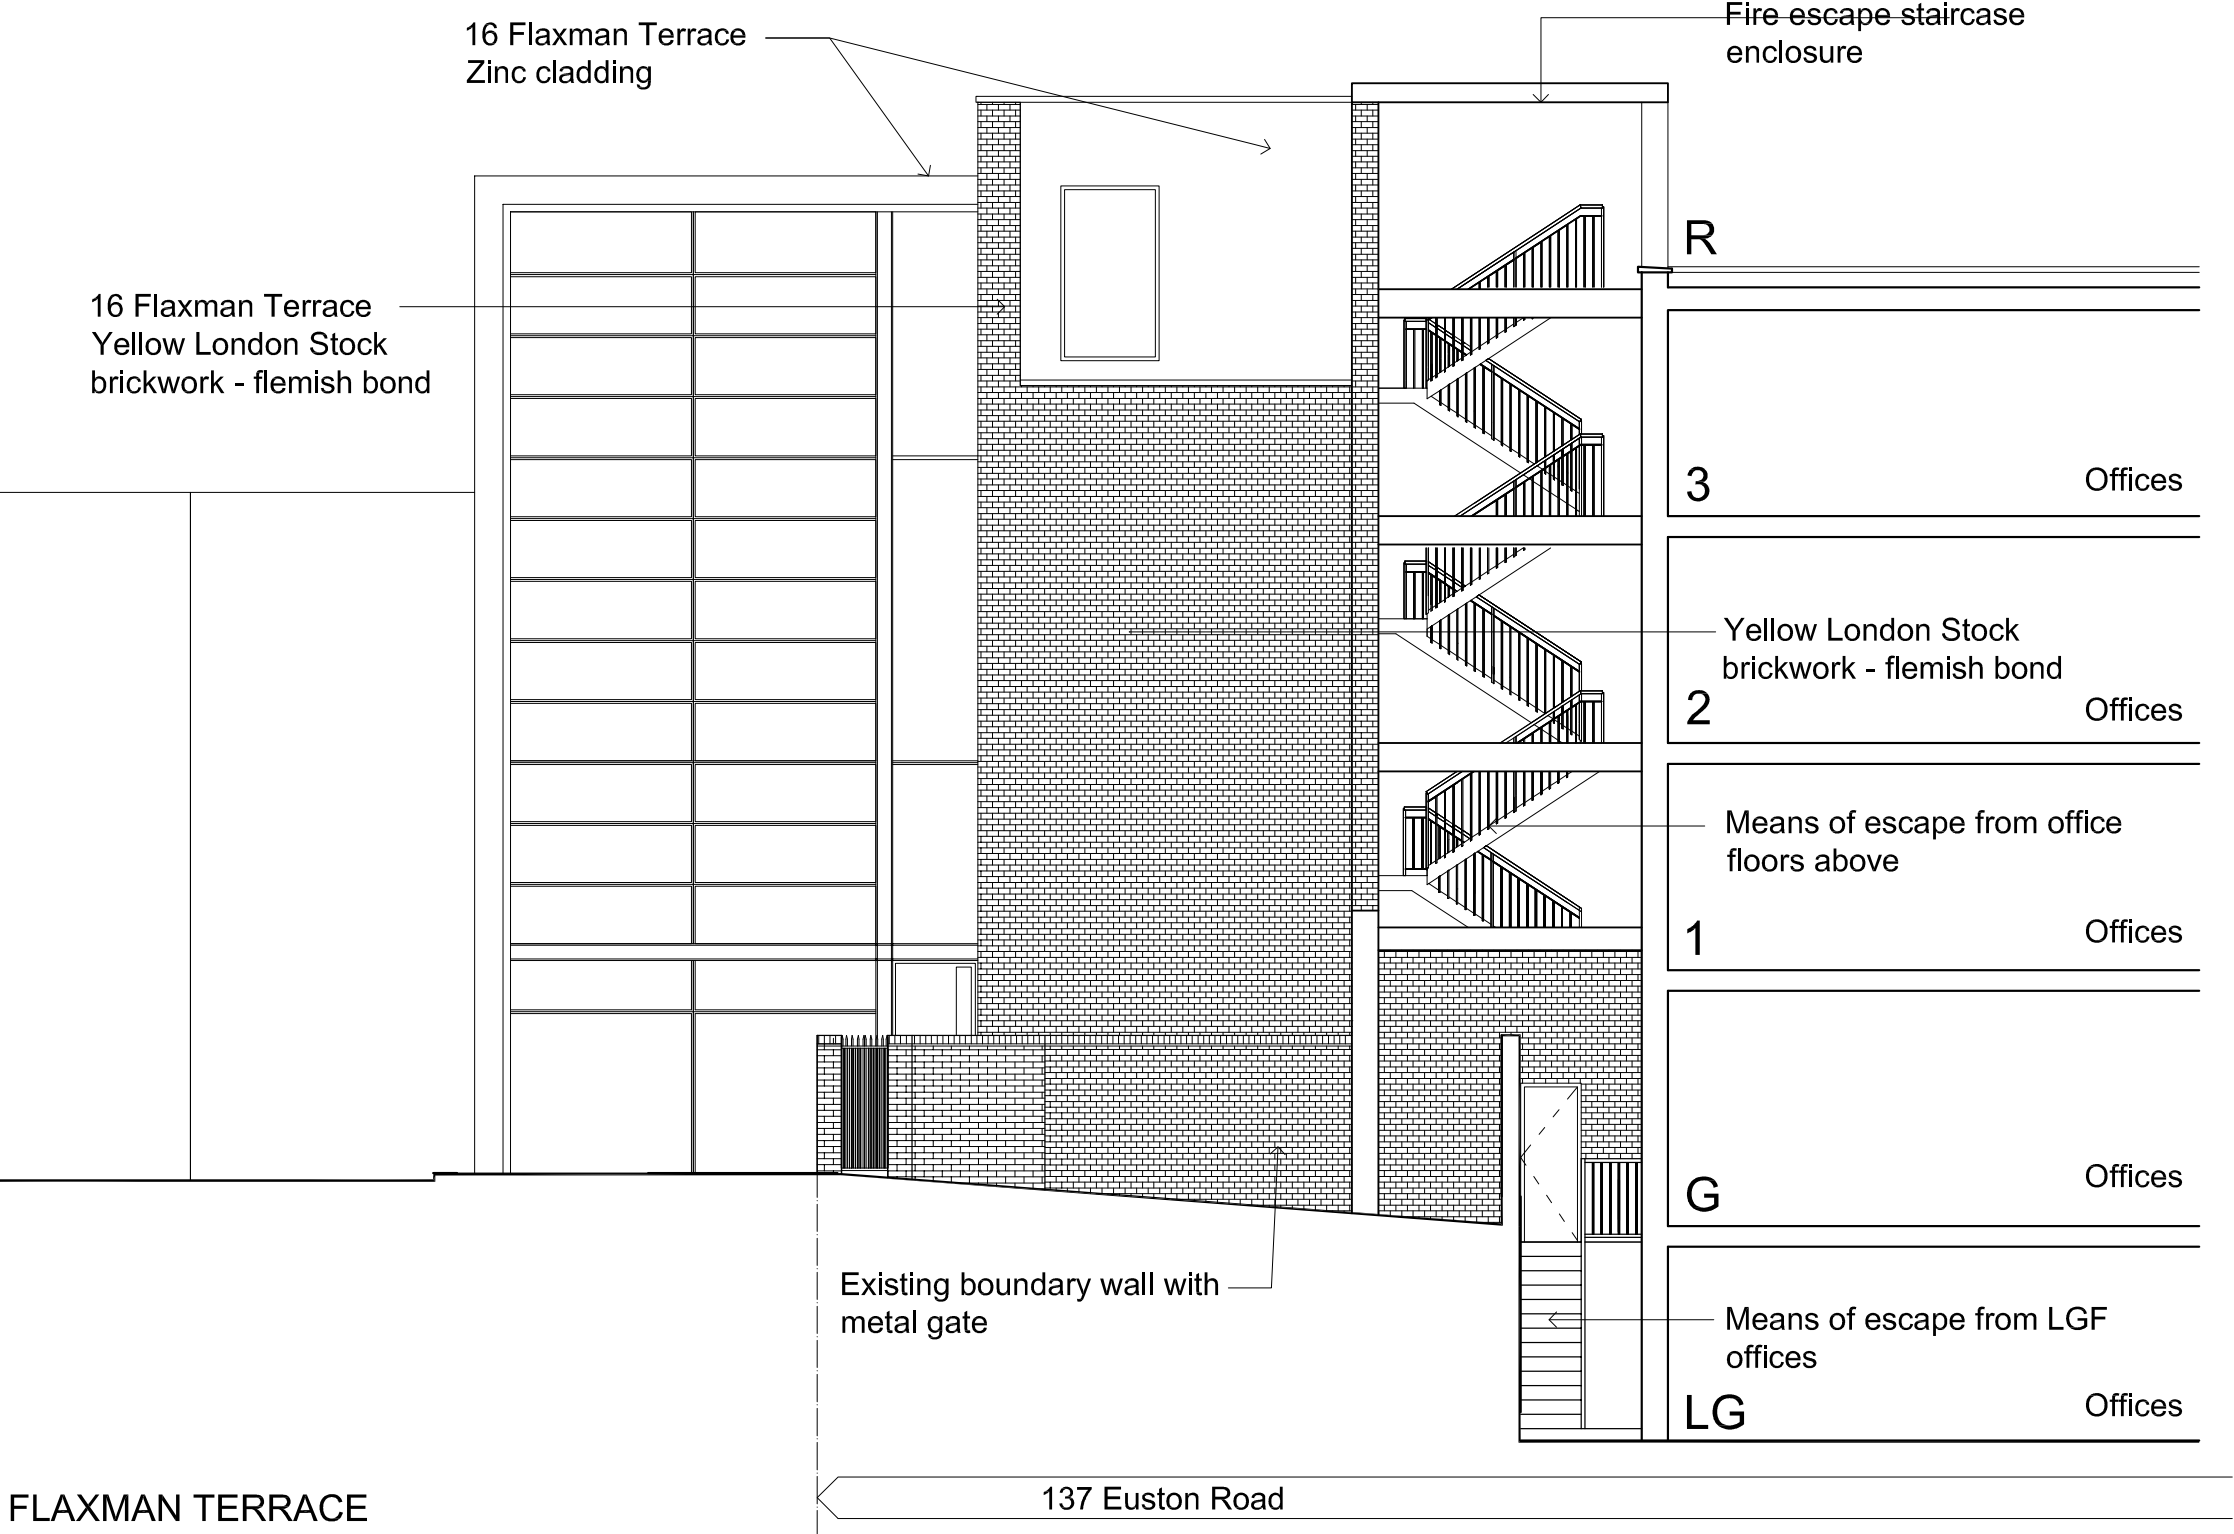 16 Flaxman Terrace
Zinc cladding
Fire escape staircase
enclosure
R
16 Flaxman Terrace
Yellow London Stock
brickwork - flemish bond
3
Offices
Yellow London Stock
brickwork - flemish bond
2
Offices
Means of escape from office
floors above
1
Offices
G
Offices
Existing boundary wall with
metal gate
Means of escape from LGF
offices
LG
Offices
FLAXMAN TERRACE
137 Euston Road